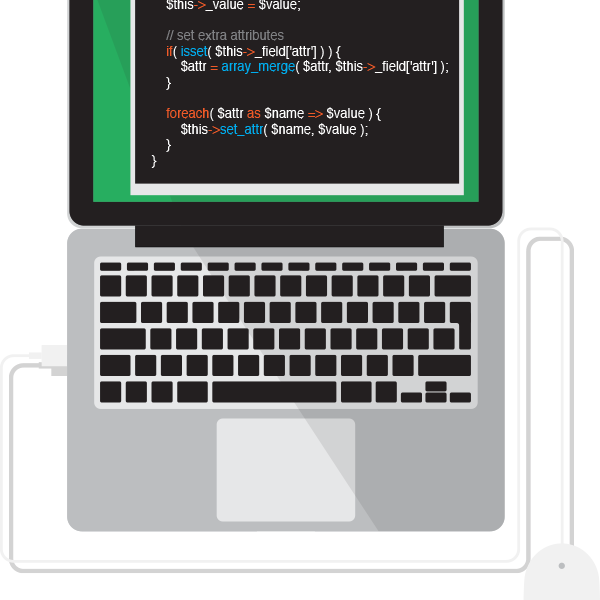 $this->_value = $value;
// set extra attributes
if( isset( $this->_field['attr'] ) ) {
$attr = array_merge( $attr, $this->_field['attr'] );
}
foreach( $attr as $name => $value ) {
$this->set_attr( $name, $value );
}
}